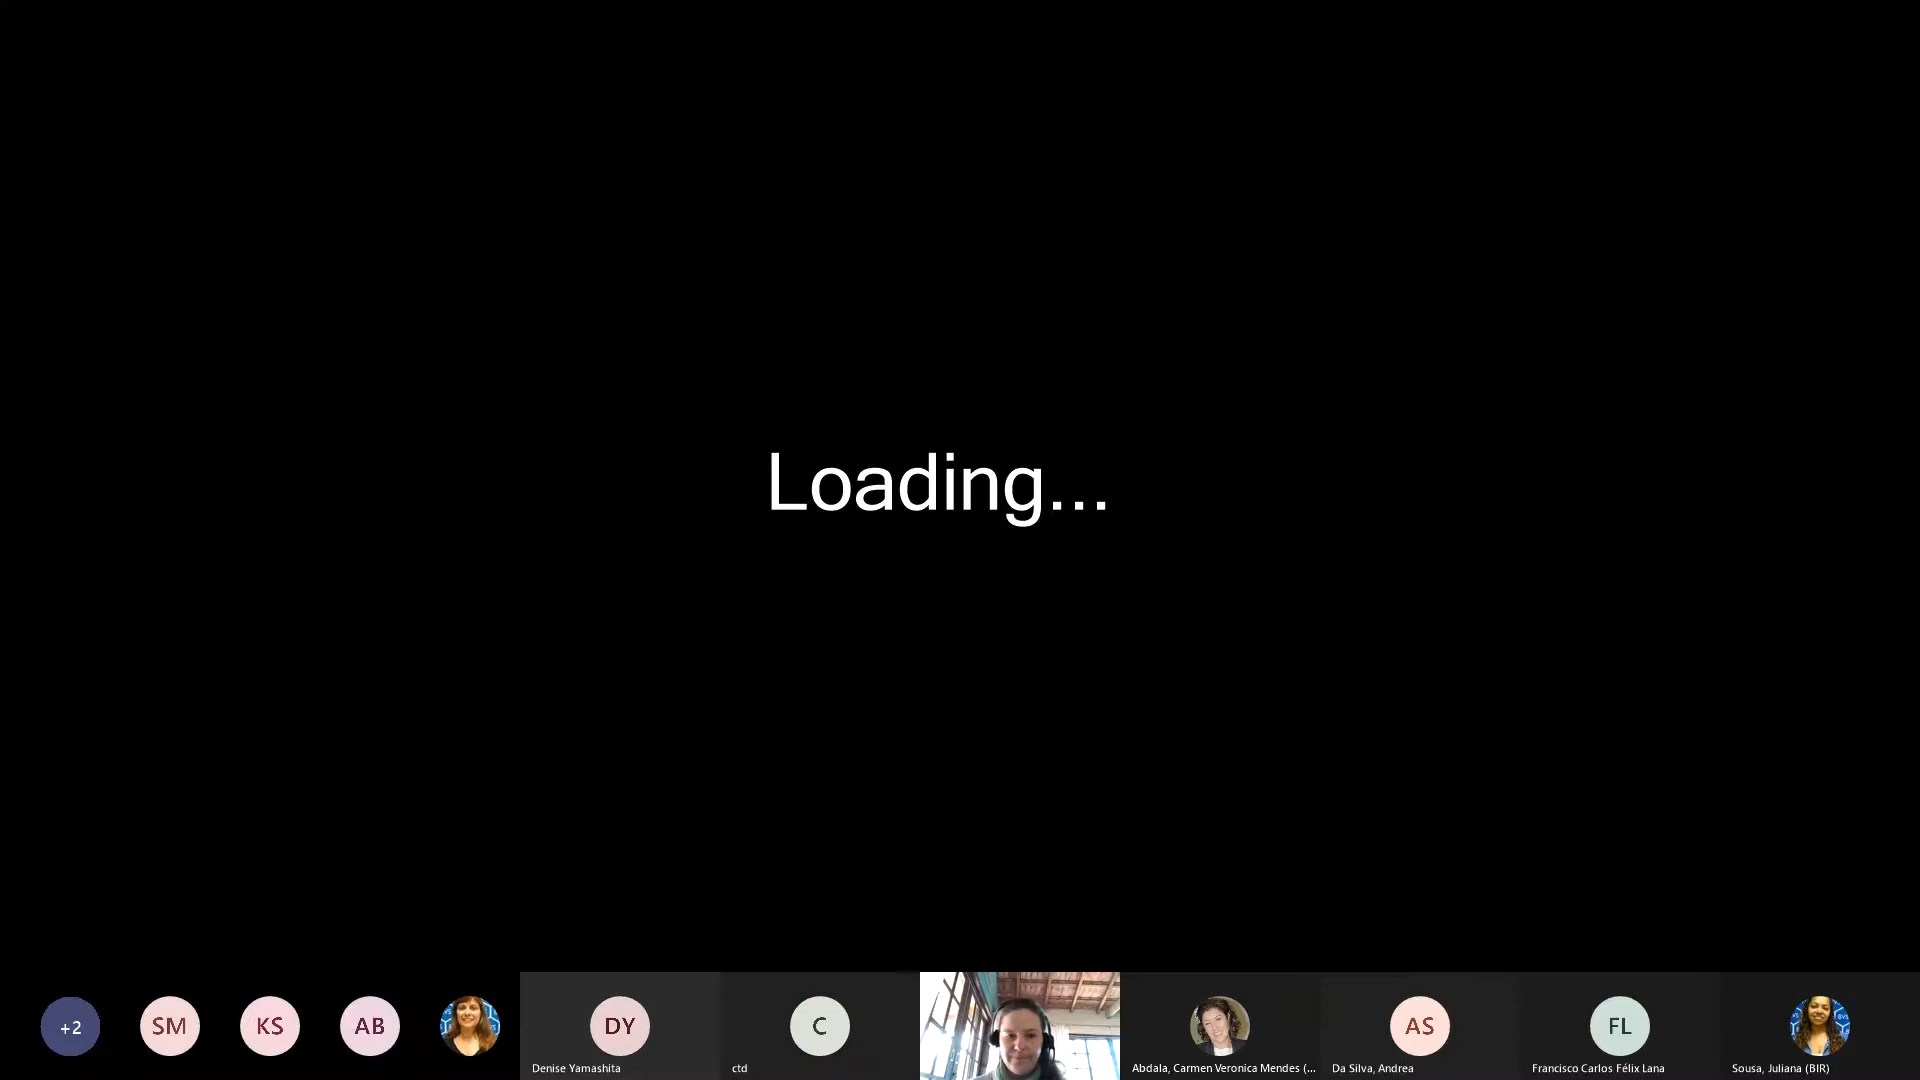 Loading...
+2
SM
KS
AB
DY
C
AS
FL
Denise Yamashita
ctd
Abdala, Carmen Veronica Mendes (...
Da Silva, Andrea
Francisco Carlos Félix Lana
Sousa, Juliana (BIR)